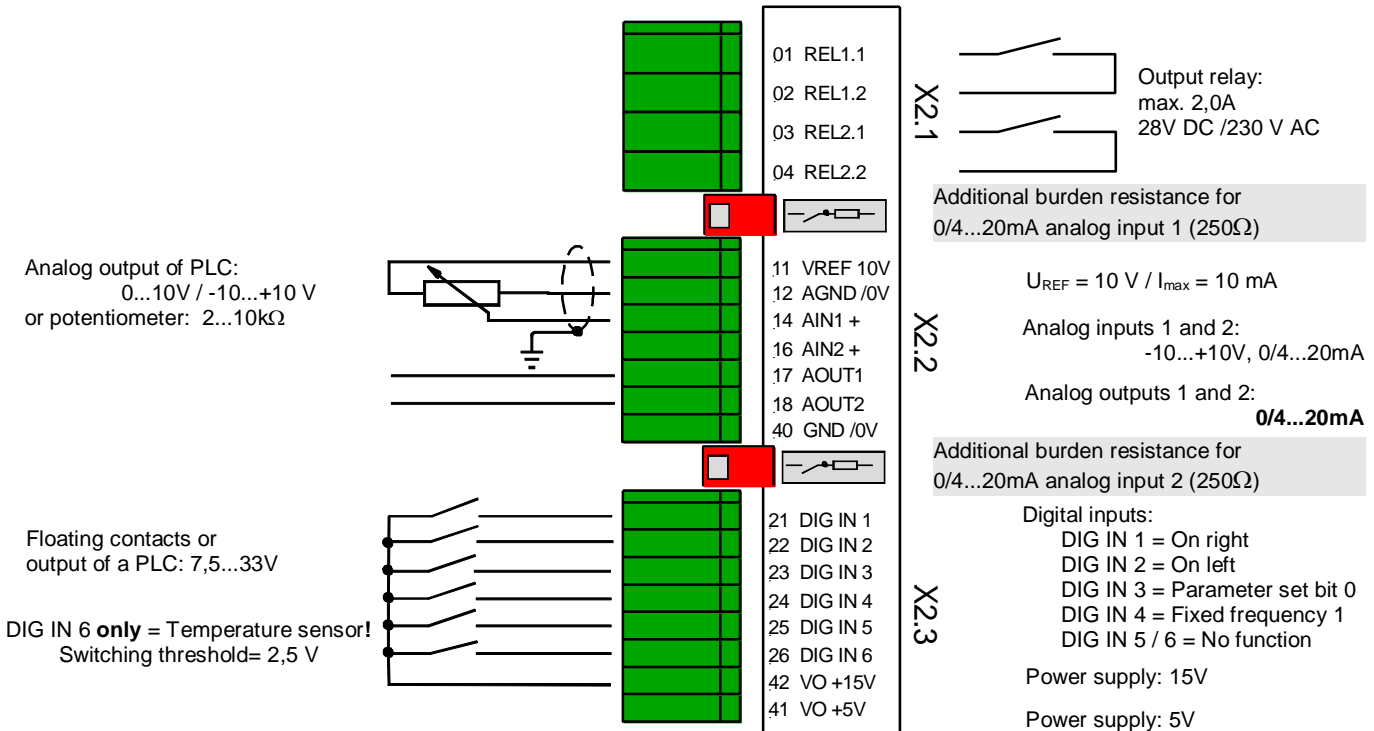 01 REL1.1
02 REL1.2
03 REL2.1
04 REL2.2
X2.1
Output relay:
max. 2,0A
28V DC /230 V AC
Additional burden resistance for
0/4...20mA analog input 1 (250Ω)
Analog output of PLC:
0...10V / -10...+10 V
or potentiometer: 2...10kΩ
11 VREF 10V
12 AGND /0V
14 AIN1 +
16 AIN2 +
17 AOUT1
18 AOUT2
40 GND /0V
X2.2
UREF = 10 V / Imax = 10 mA
Analog inputs 1 and 2:
-10...+10V, 0/4...20mA
Analog outputs 1 and 2:
0/4...20mA
Additional burden resistance for
0/4...20mA analog input 2 (250Ω)
Floating contacts or
output of a PLC: 7,5...33V
DIG IN 6 only = Temperature sensor!
Switching threshold= 2,5 V
21 DIG IN 1
22 DIG IN 2
23 DIG IN 3
24 DIG IN 4
25 DIG IN 5
26 DIG IN 6
42 VO +15V
41 VO +5V
X2.3
Digital inputs:
DIG IN 1 = On right
DIG IN 2 = On left
DIG IN 3 = Parameter set bit 0
DIG IN 4 = Fixed frequency 1
DIG IN 5 / 6 = No function
Power supply: 15V
Power supply: 5V